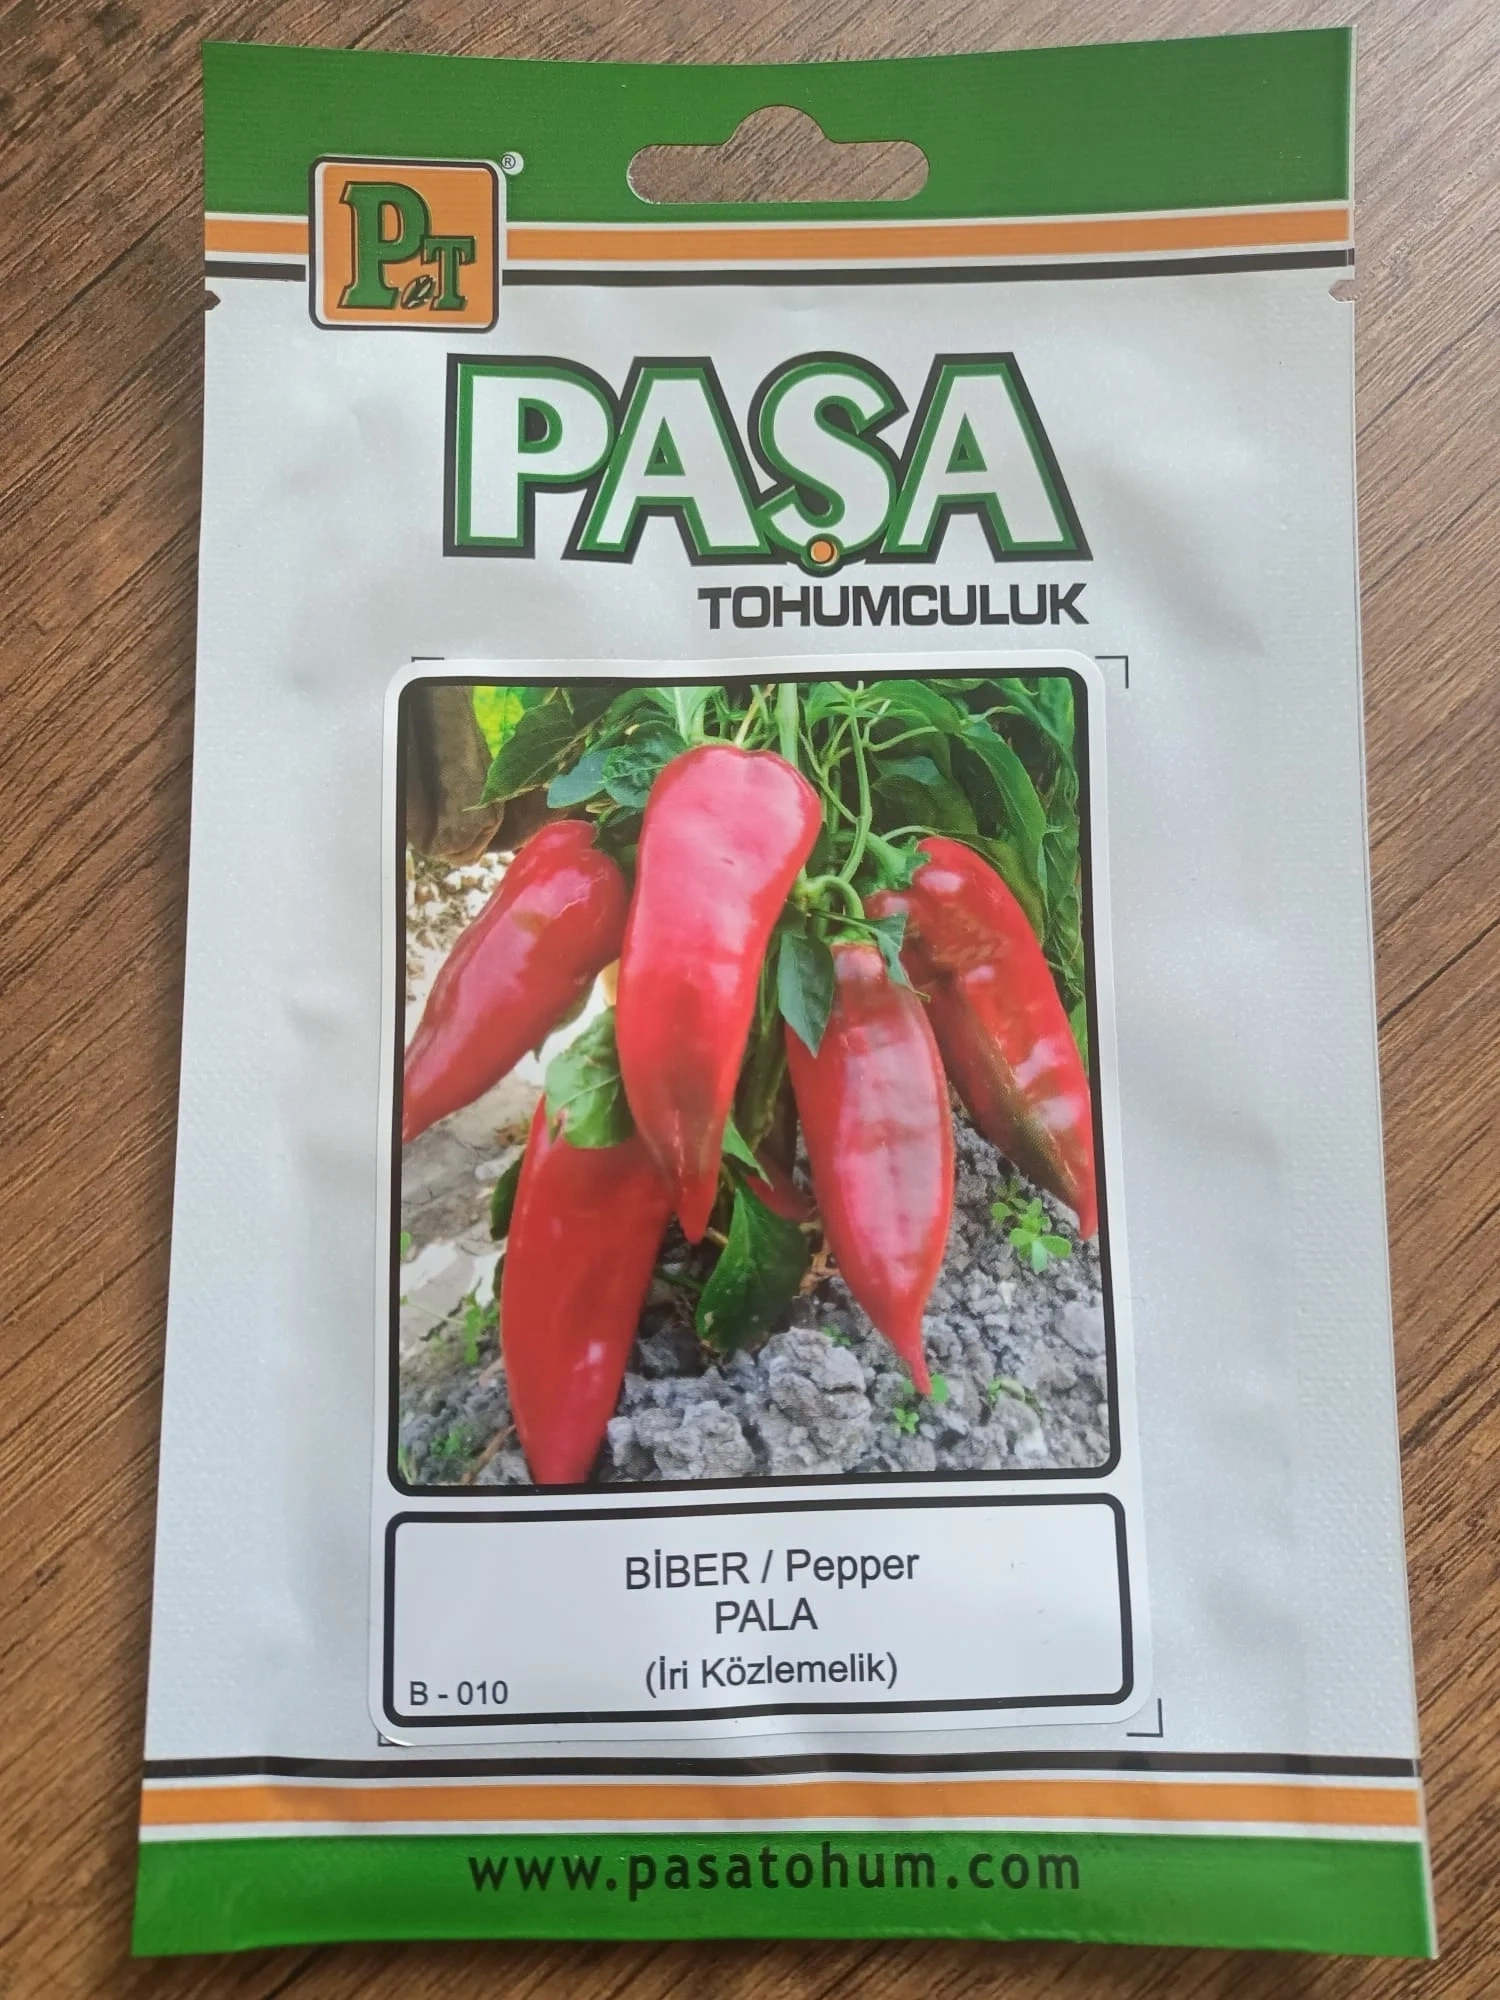 PT
®
PAŞA
TOHUMCULUK
BİBER / Pepper
PALA
(İri Közlemelik)
B - 010
www.pasatohum.com